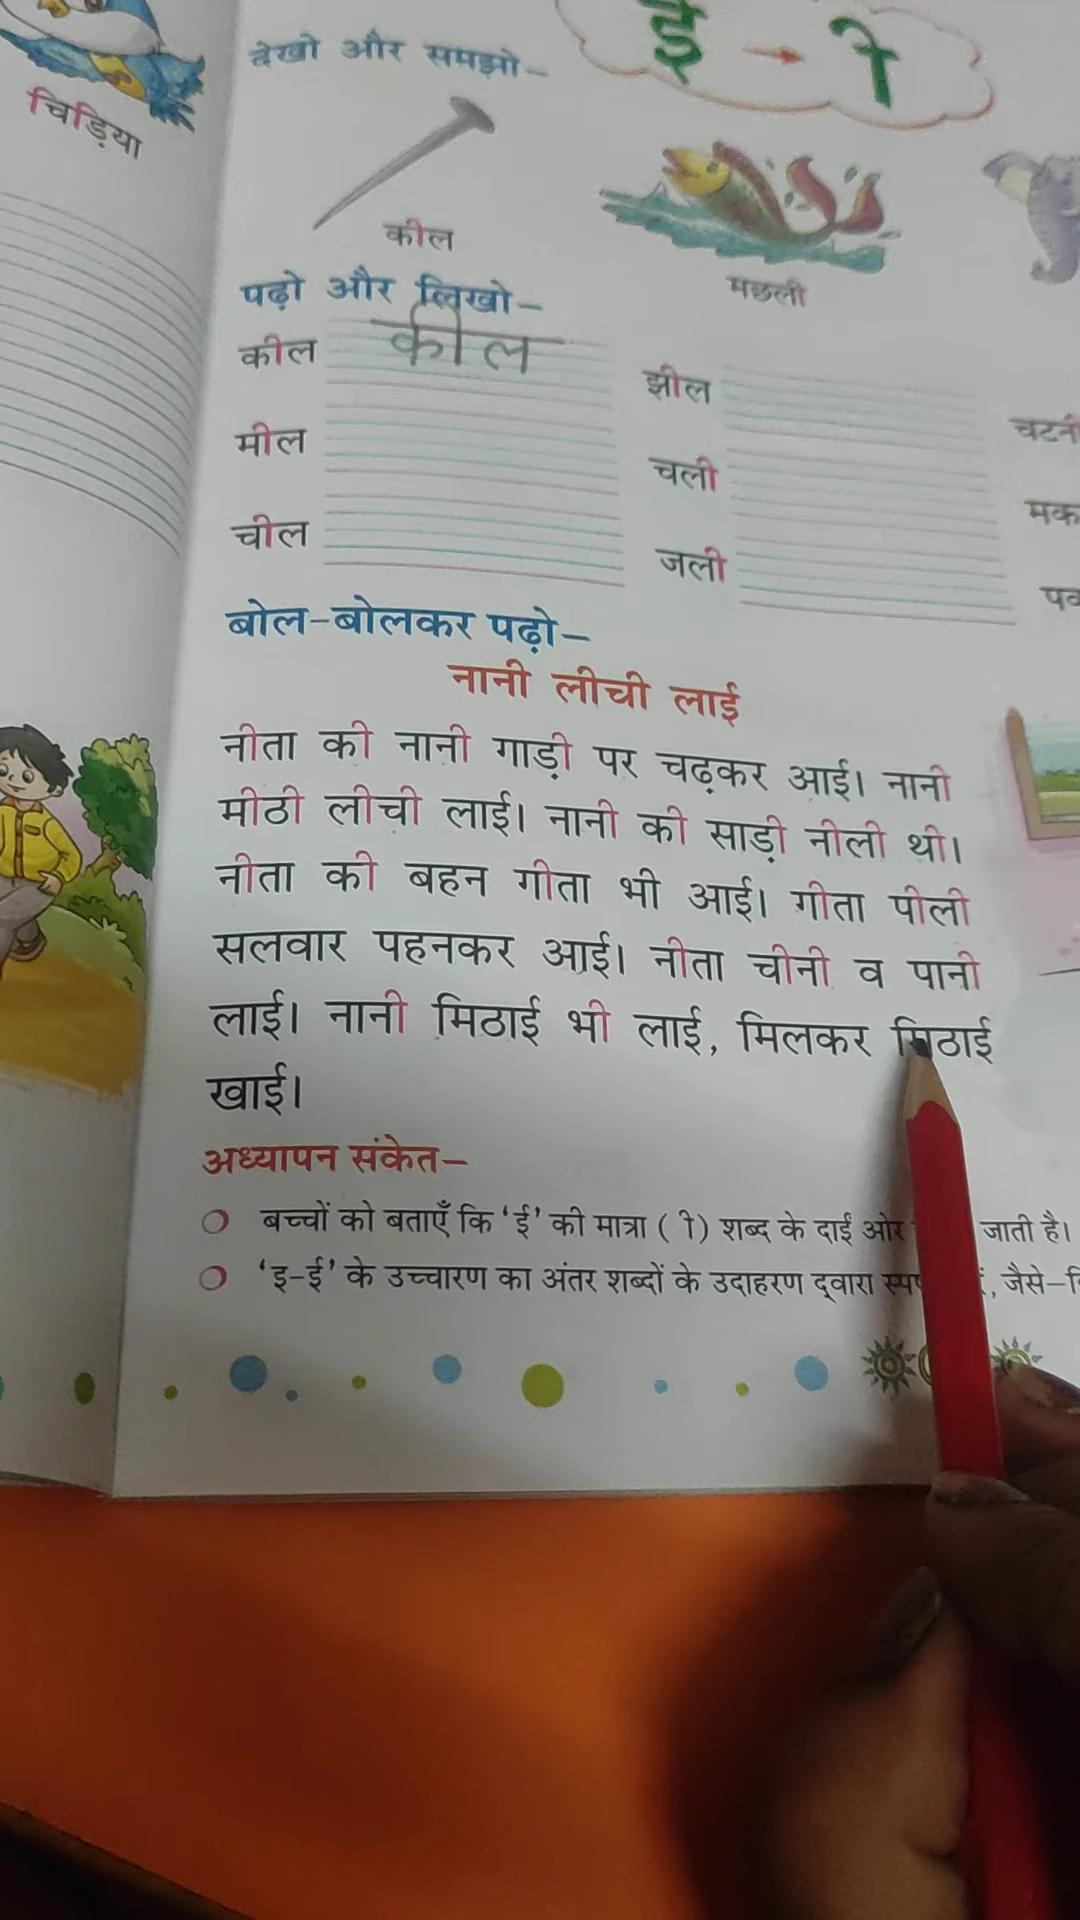 चिड़िया
देखो और समझो–
ई → ी
कील
मछली
पढ़ो और लिखो–
कील कील
झील
चटनी
मील
चली
चील
जली
बोल-बोलकर पढ़ो–
नानी लीची लाई
नीता की नानी गाड़ी पर चढ़कर आई। नानी
मीठी लीची लाई। नानी की साड़ी नीली थी।
नीता की बहन गीता भी आई। गीता पीली
सलवार पहनकर आई। नीता चीनी व पानी
लाई। नानी मिठाई भी लाई, मिलकर मिठाई
खाई।
अध्यापन संकेत–
बच्चों को बताएँ कि ‘ई’ की मात्रा ( ी ) शब्द के दाईं ओर जाती है।
‘इ-ई’ के उच्चारण का अंतर शब्दों के उदाहरण द्वारा जैसे–